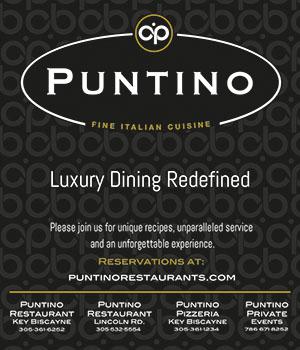 cip
PUNTINO
FINE ITALIAN CUISINE
Luxury Dining Redefined
Please join us for unique recipes, unparalleled service
and an unforgettable experience.
RESERVATIONS AT:
PUNTINORESTAURANTS.COM
PUNTINO RESTAURANT KEY BISCAYNE 305-361-6252
PUNTINO RESTAURANT LINCOLN RD. 305-532-5554
PUNTINO PIZZERIA KEY BISCAYNE 305-361-1234
PUNTINO PRIVATE EVENTS 786 671 8252